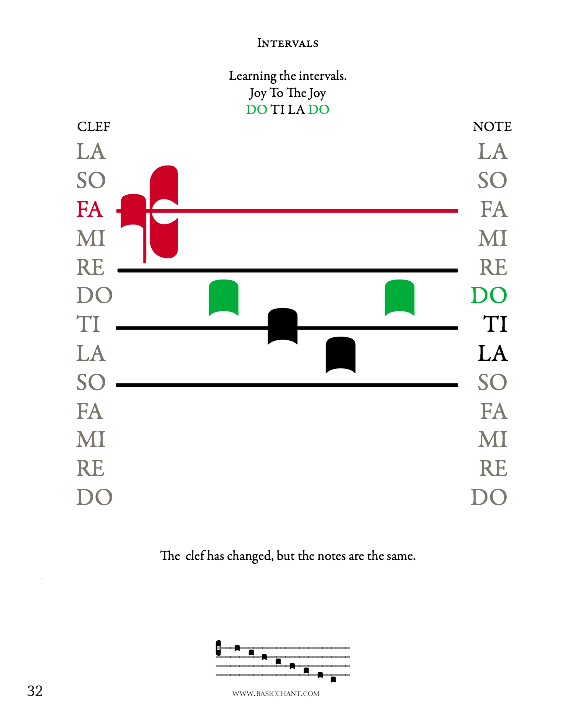 Intervals
Learning the intervals.
Joy To The Joy
DO TI LA DO
CLEF NOTE
LA LA
SO SO
FA FA
MI MI
RE RE
DO DO
TI TI
LA LA
SO SO
FA FA
MI MI
RE RE
DO DO
The clef has changed, but the notes are the same.
32
www.basicchant.com